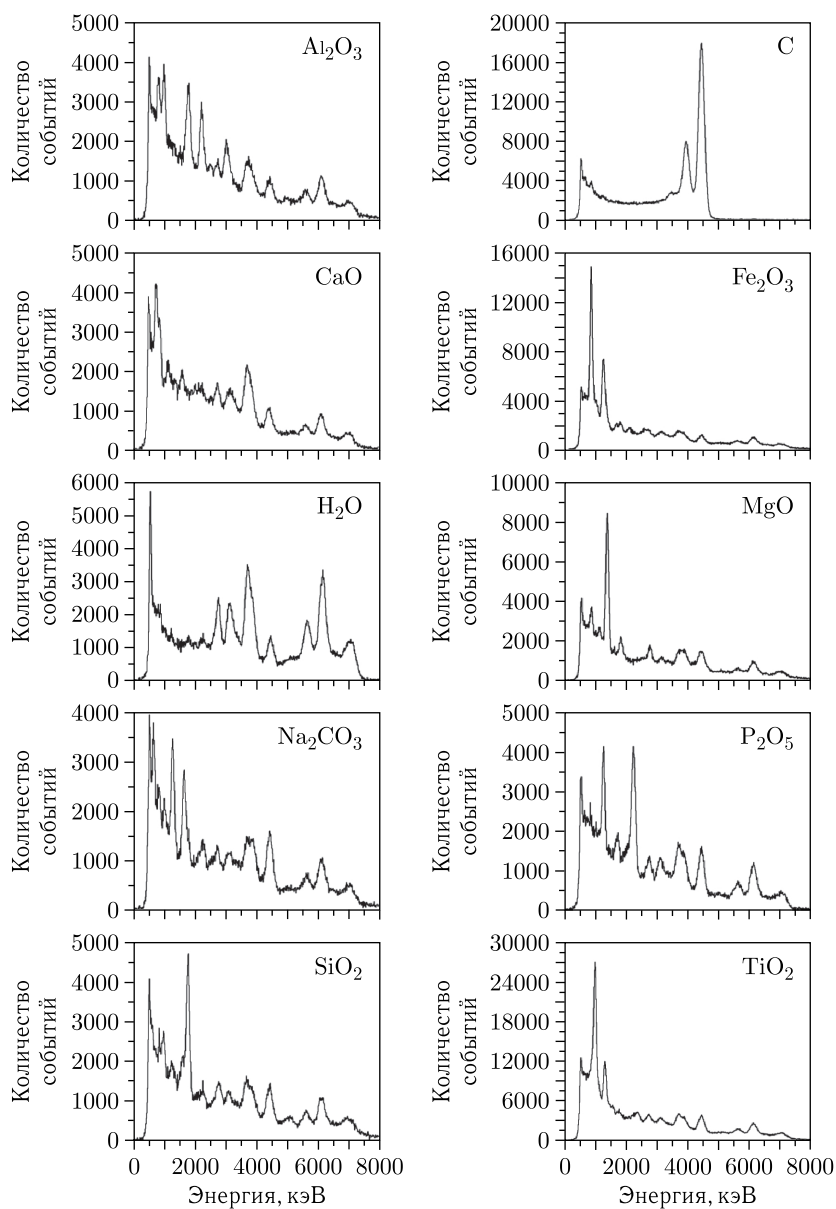 5000
4000
3000
2000
1000
0
Количество
событий
Al₂O₃
20000
16000
12000
8000
4000
0
Количество
событий
C
5000
4000
3000
2000
1000
0
Количество
событий
CaO
16000
12000
8000
4000
0
Количество
событий
Fe₂O₃
6000
5000
4000
3000
2000
1000
0
Количество
событий
H₂O
10000
8000
6000
4000
2000
0
Количество
событий
MgO
4000
3000
2000
1000
0
Количество
событий
Na₂CO₃
5000
4000
3000
2000
1000
0
Количество
событий
P₂O₅
5000
4000
3000
2000
1000
0
Количество
событий
SiO₂
0 2000 4000 6000 8000
Энергия, кэВ
30000
24000
18000
12000
6000
0
Количество
событий
TiO₂
0 2000 4000 6000 8000
Энергия, кэВ